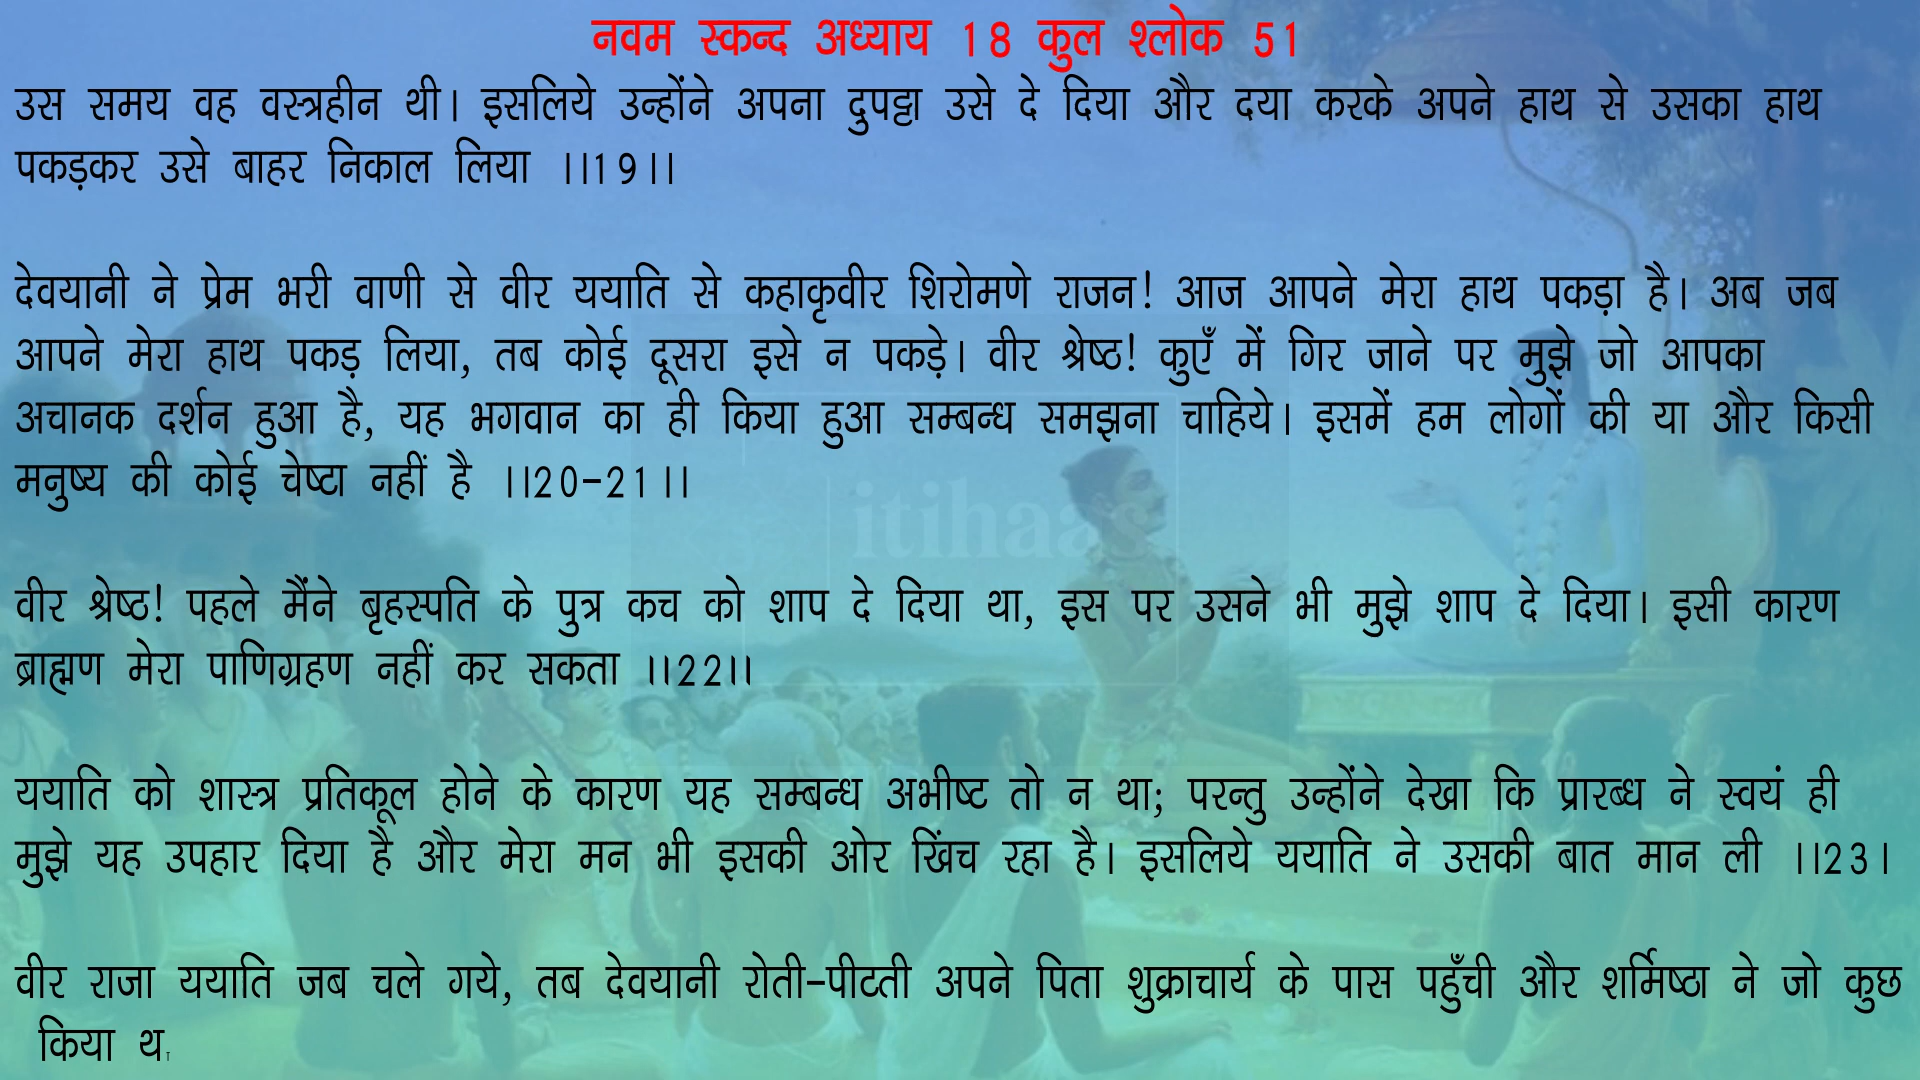 नवम स्कन्द अध्याय 18 कुल श्लोक 51
उस समय वह वस्त्रहीन थी। इसलिये उन्होंने अपना दुपट्टा उसे दे दिया और दया करके अपने हाथ से उसका हाथ
पकड़कर उसे बाहर निकाल लिया ।।19।।
देवयानी ने प्रेम भरी वाणी से वीर ययाति से कहाकृवीर शिरोमणे राजन! आज आपने मेरा हाथ पकड़ा है। अब जब
आपने मेरा हाथ पकड़ लिया, तब कोई दूसरा इसे न पकड़े। वीर श्रेष्ठ! कुएँ में गिर जाने पर मुझे जो आपका
अचानक दर्शन हुआ है, यह भगवान का ही किया हुआ सम्बन्ध समझना चाहिये। इसमें हम लोगों की या और किसी
मनुष्य की कोई चेष्टा नहीं है ।।20-21।।
itihaas
वीर श्रेष्ठ! पहले मैंने बृहस्पति के पुत्र कच को शाप दे दिया था, इस पर उसने भी मुझे शाप दे दिया। इसी कारण
ब्राह्मण मेरा पाणिग्रहण नहीं कर सकता ।।22।।
ययाति को शास्त्र प्रतिकूल होने के कारण यह सम्बन्ध अभीष्ट तो न था; परन्तु उन्होंने देखा कि प्रारब्ध ने स्वयं ही
मुझे यह उपहार दिया है और मेरा मन भी इसकी ओर खिंच रहा है। इसलिये ययाति ने उसकी बात मान ली ।।23।
वीर राजा ययाति जब चले गये, तब देवयानी रोती-पीटती अपने पिता शुक्राचार्य के पास पहुँची और शर्मिष्ठा ने जो कुछ
किया था